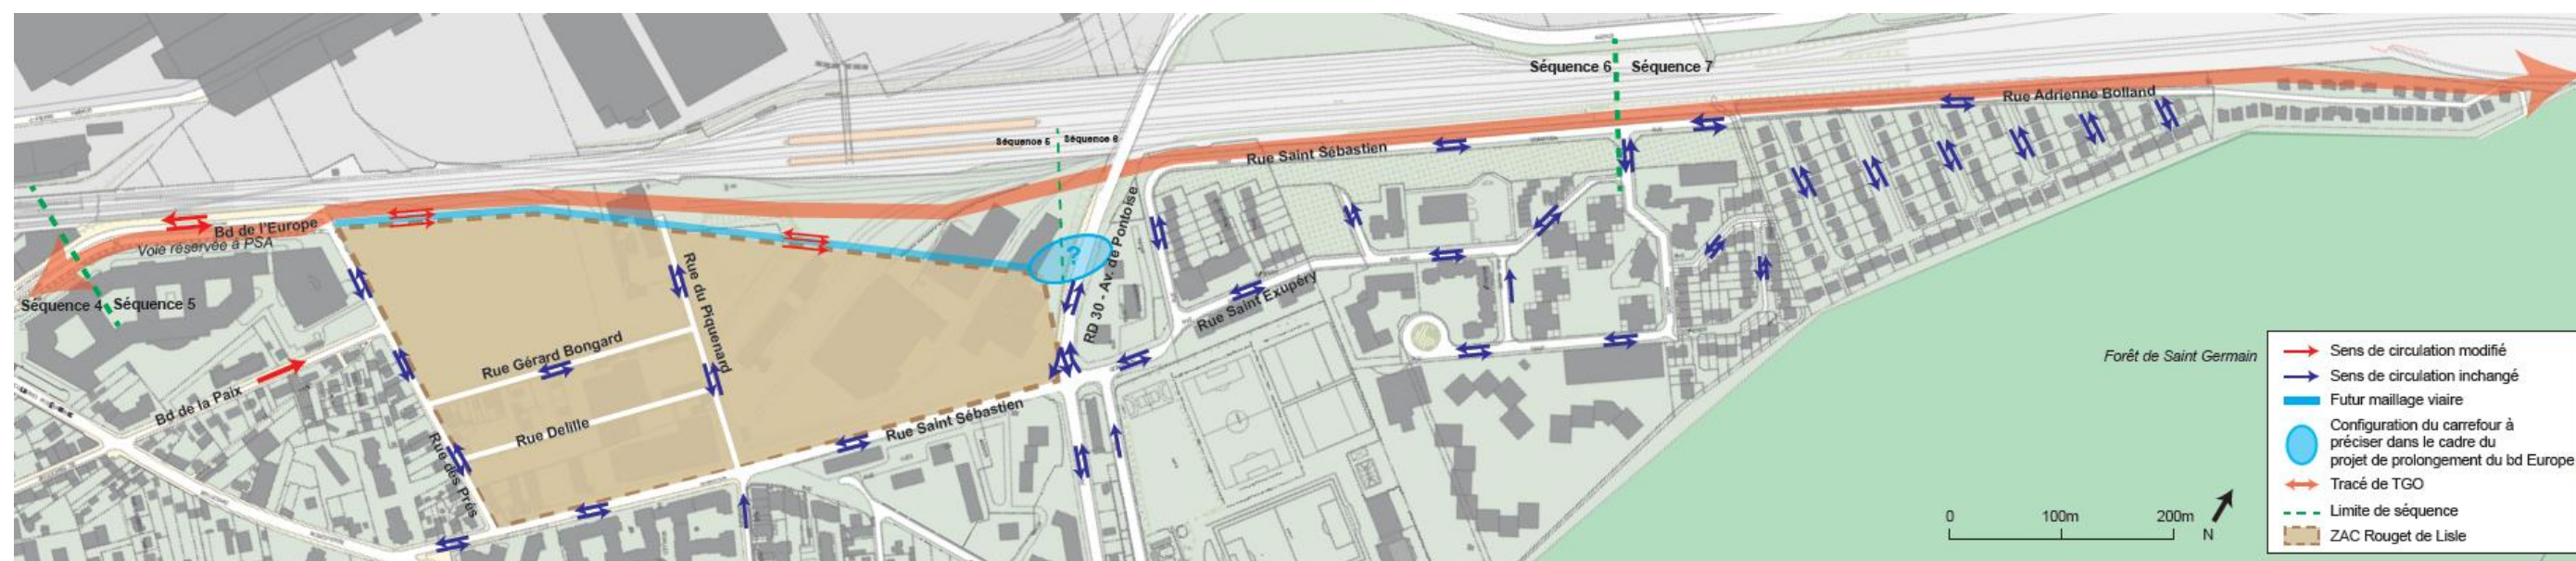 Séquence 6
Séquence 7
Rue Adrienne Bolland
Séquence 5
Séquence 6
Rue Saint Sébastien
Bd de l'Europe
Voie réservée à PSA
?
RD 30 - Av. de Pontoise
Séquence 4
Séquence 5
Rue du Piquenard
Rue Saint Exupéry
Rue Gérard Bongard
Bd de la Paix
Rue Delille
Rue Saint Sébastien
Rue des Prés
Forêt de Saint Germain
0 100m 200m
N
Sens de circulation modifié
Sens de circulation inchangé
Futur maillage viaire
Configuration du carrefour à
préciser dans le cadre du
projet de prolongement du bd Europe
Tracé de TGO
Limite de séquence
ZAC Rouget de Lisle